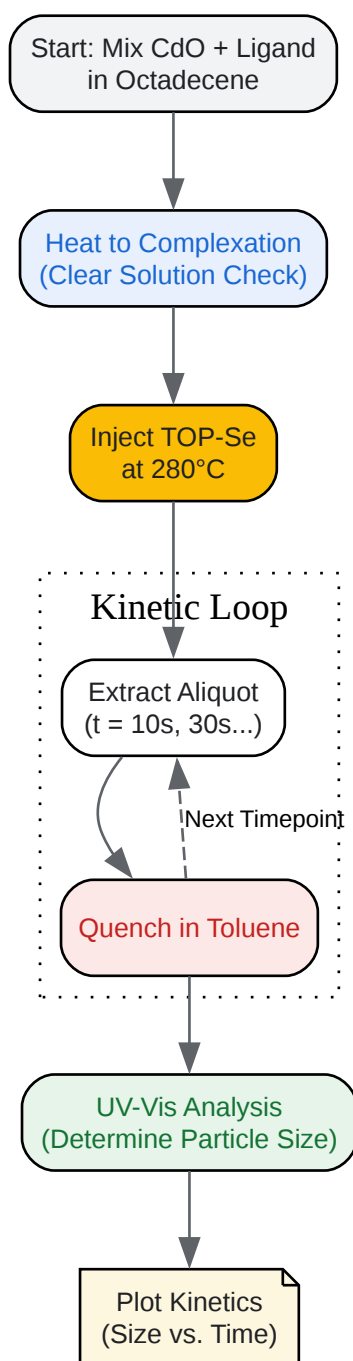 Start: Mix CdO + Ligand
in Octadecene
Heat to Complexation
(Clear Solution Check)
Inject TOP-Se
at 280°C
Kinetic Loop
Extract Aliquot
(t = 10s, 30s...)
Next Timepoint
Quench in Toluene
UV-Vis Analysis
(Determine Particle Size)
Plot Kinetics
(Size vs. Time)